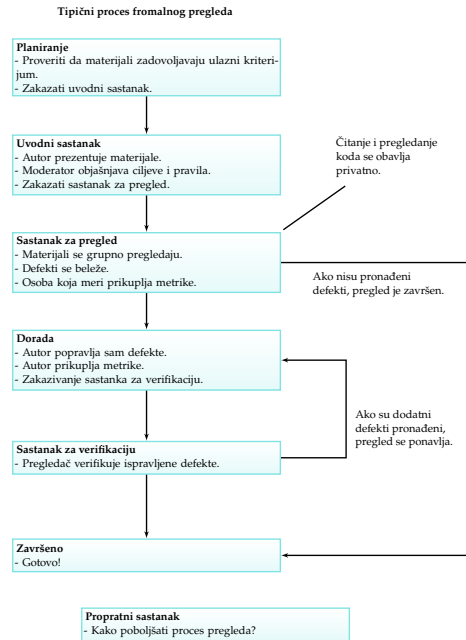 Tipični proces fromalnog pregleda
Planiranje
- Proveriti da materijali zadovoljavaju ulazni kriteri-
jum.
- Zakazati uvodni sastanak.
Uvodni sastanak
- Autor prezentuje materijale.
- Moderator objašnjava ciljeve i pravila.
- Zakazati sastanak za pregled.
Čitanje i pregledanje
koda se obavlja
privatno.
Sastanak za pregled
- Materijali se grupno pregledaju.
- Defekti se beleže.
- Osoba koja meri prikuplja metrike.
Ako nisu pronađeni
defekti, pregled je završen.
Dorada
- Autor popravlja sam defekte.
- Autor prikuplja metrike.
- Zakazivanje sastanka za verifikaciju.
Ako su dodatni
defekti pronađeni,
pregled se ponavlja.
Sastanak za verifikaciju
- Pregledač verifikuje ispravljene defekte.
Završeno
- Gotovo!
Propratni sastanak
- Kako poboljšati proces pregleda?